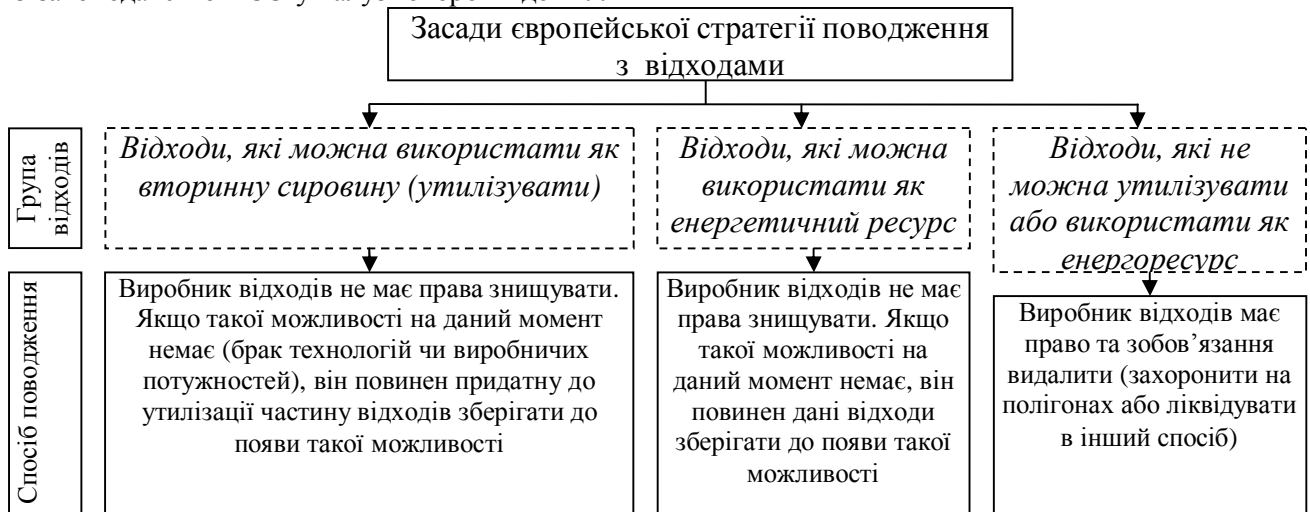 Засади європейської стратегії поводження
з відходами
Група
відходів
Відходи, які можна використати як
вторинну сировину (утилізувати)
Відходи, які можна
використати як
енергетичний ресурс
Відходи, які не
можна утилізувати
або використати як
енергоресурс
Спосіб поводження
Виробник відходів не має права знищувати.
Якщо такої можливості на даний момент
немає (брак технологій чи виробничих
потужностей), він повинен придатну до
утилізації частину відходів зберігати до
появи такої можливості
Виробник відходів не має
права знищувати. Якщо
такої можливості на
даний момент немає, він
повинен дані відходи
зберігати до появи такої
можливості
Виробник відходів має
право та зобов’язання
видалити (захоронити на
полігонах або ліквідувати
в інший спосіб)